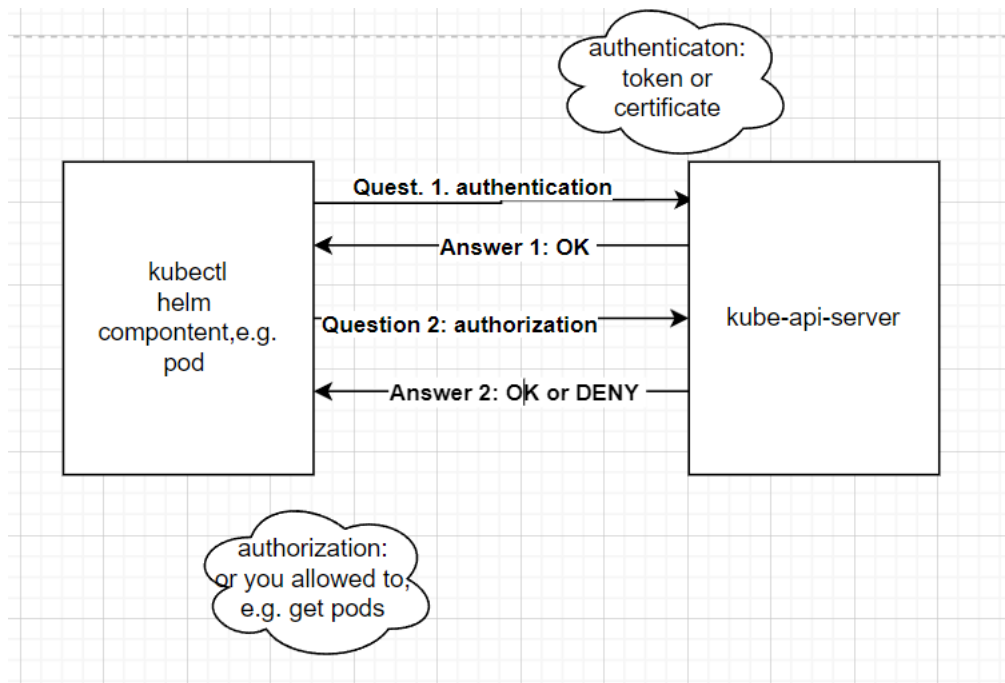 authenticaton:
token or
certificate
Quest. 1. authentication
Answer 1: OK
kubectl
helm
compontent,e.g.
pod
Question 2: authorization
kube-api-server
Answer 2: OK or DENY
authorization:
or you allowed to,
e.g. get pods